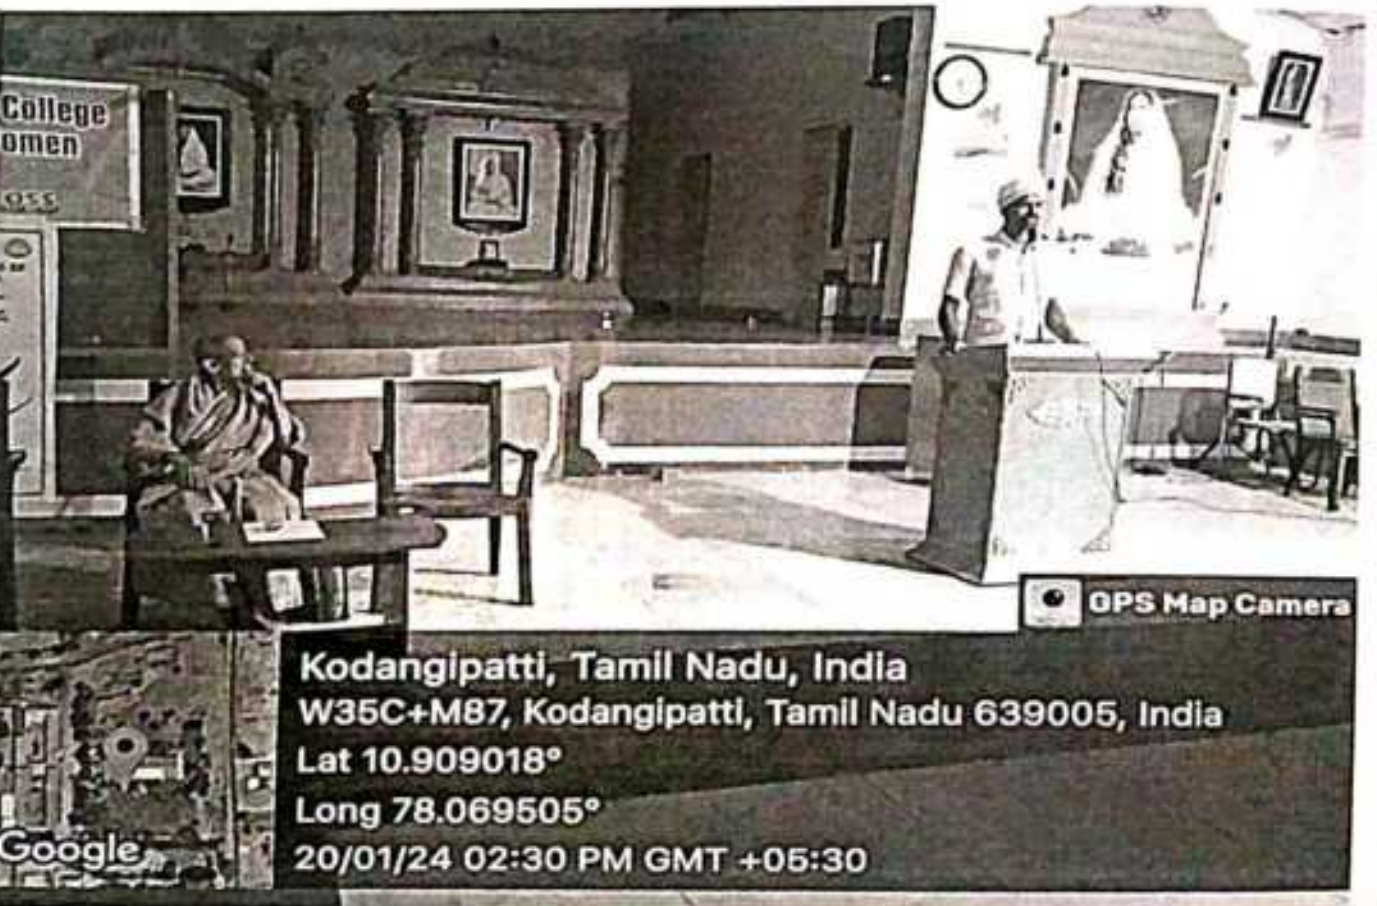 College
omen
GPS Map Camera
Kodangipatti, Tamil Nadu, India
W35C+M87, Kodangipatti, Tamil Nadu 639005, India
Lat 10.909018°
Long 78.069505°
20/01/24 02:30 PM GMT +05:30
Google